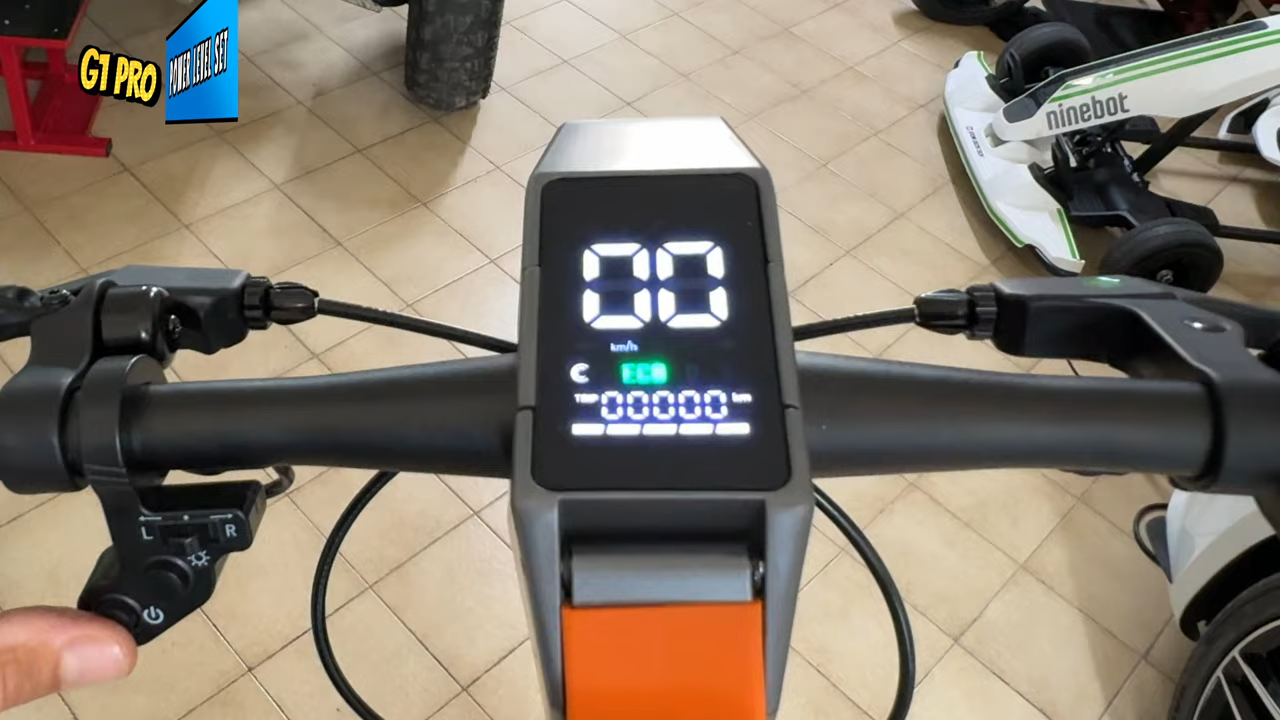 G1 PRO
POWER LEVEL SET
ninebot
00
km/h
C ECO
TRIP 00000 km
L R